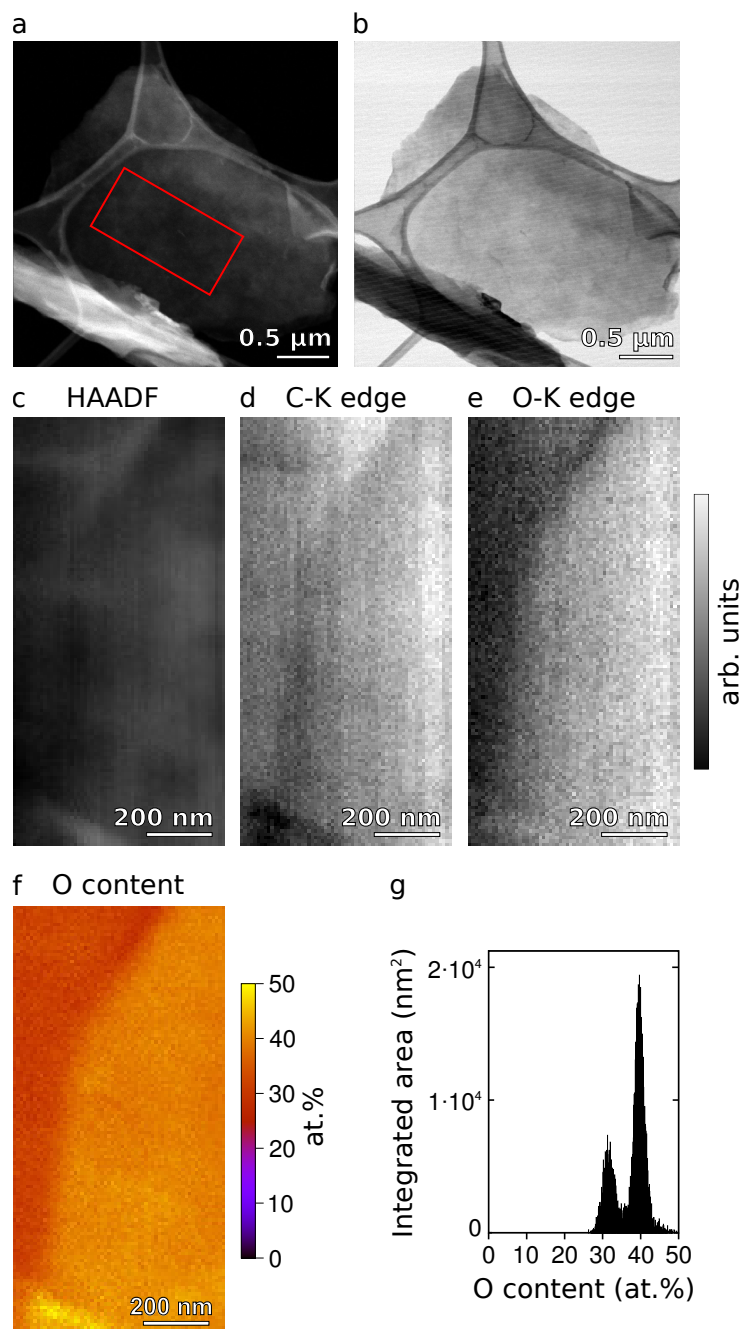 a
b
0.5 µm
0.5 µm
c HAADF
d C-K edge
e O-K edge
200 nm
200 nm
200 nm
arb. units
f O content
g
50
40
30
20
10
0
at.%
200 nm
Integrated area (nm²)
2·10⁴
1·10⁴
0
0 10 20 30 40 50
O content (at.%)